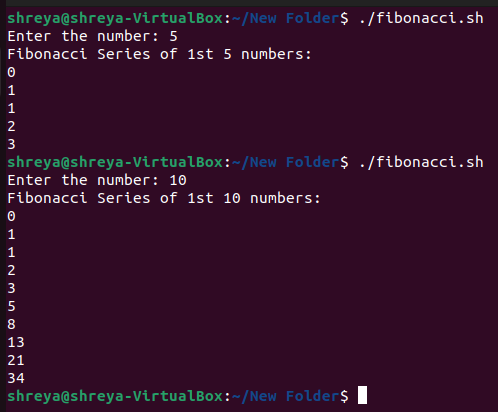 shreya@shreya-VirtualBox:~/New Folder$ ./fibonacci.sh
Enter the number: 5
Fibonacci Series of 1st 5 numbers:
0
1
1
2
3
shreya@shreya-VirtualBox:~/New Folder$ ./fibonacci.sh
Enter the number: 10
Fibonacci Series of 1st 10 numbers:
0
1
1
2
3
5
8
13
21
34
shreya@shreya-VirtualBox:~/New Folder$